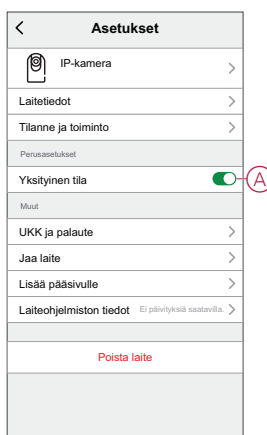 Asetukset
IP-kamera
Laitetiedot
Tilanne ja toiminto
Perusasetukset
Yksityinen tila
A
Muut
UKK ja palaute
Jaa laite
Lisää pääsivulle
Laiteohjelmiston tiedot Ei päivityksiä saatavilla.
Poista laite